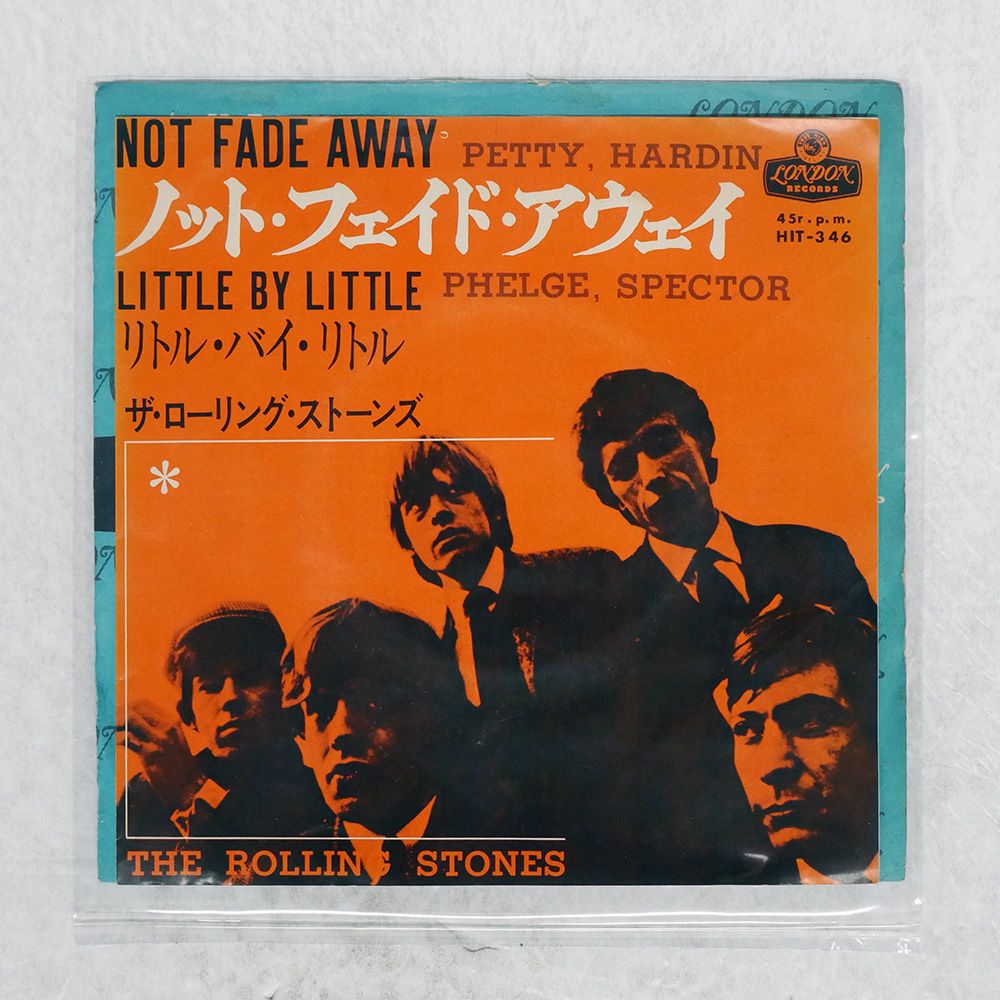 LONDON
NOT FADE AWAY PETTY, HARDIN
LONDON
RECORDS
ノット・フェイド・アウェイ
45r.p.m.
HIT-346
LITTLE BY LITTLE PHELGE, SPECTOR
リトル・バイ・リトル
ザ・ローリング・ストーンズ
*
THE ROLLING STONES